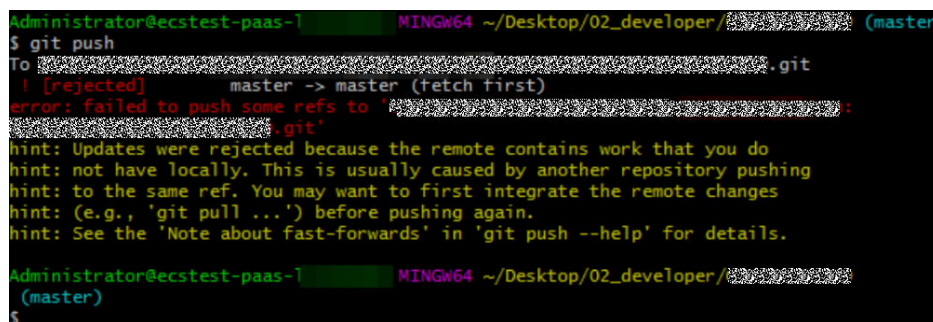 Administrator@ecstest-paas-l MINGW64 ~/Desktop/02_developer/ (master
$ git push
To .git
! [rejected] master -> master (fetch first)
error: failed to push some refs to ' :
.git'
hint: Updates were rejected because the remote contains work that you do
hint: not have locally. This is usually caused by another repository pushing
hint: to the same ref. You may want to first integrate the remote changes
hint: (e.g., 'git pull ...') before pushing again.
hint: See the 'Note about fast-forwards' in 'git push --help' for details.
Administrator@ecstest-paas-l MINGW64 ~/Desktop/02_developer/
(master)
$